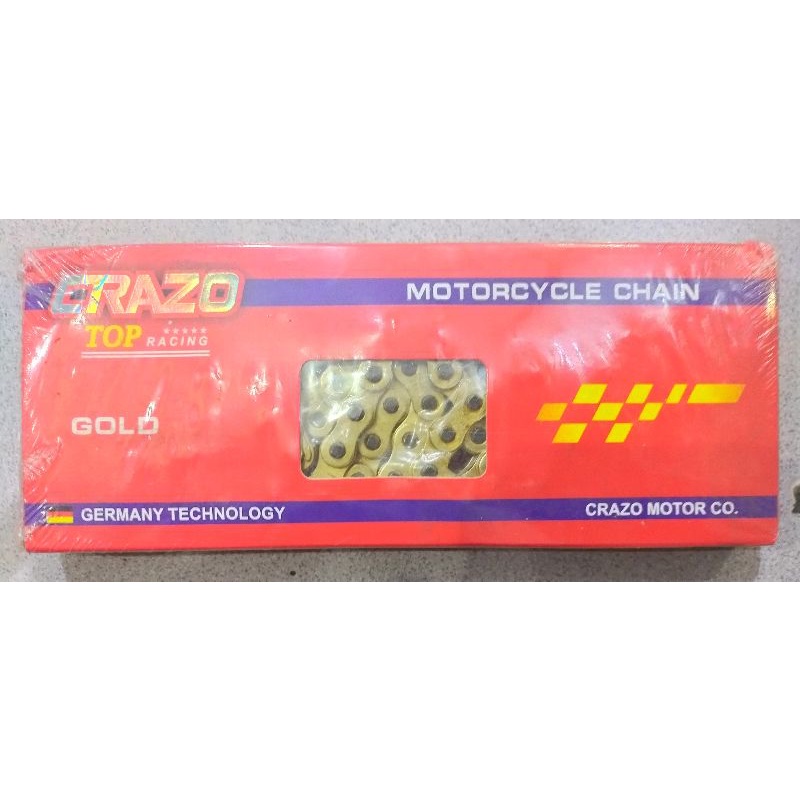 CRAZO
MOTORCYCLE CHAIN
TOP RACING
GOLD
GERMANY TECHNOLOGY
CRAZO MOTOR CO.